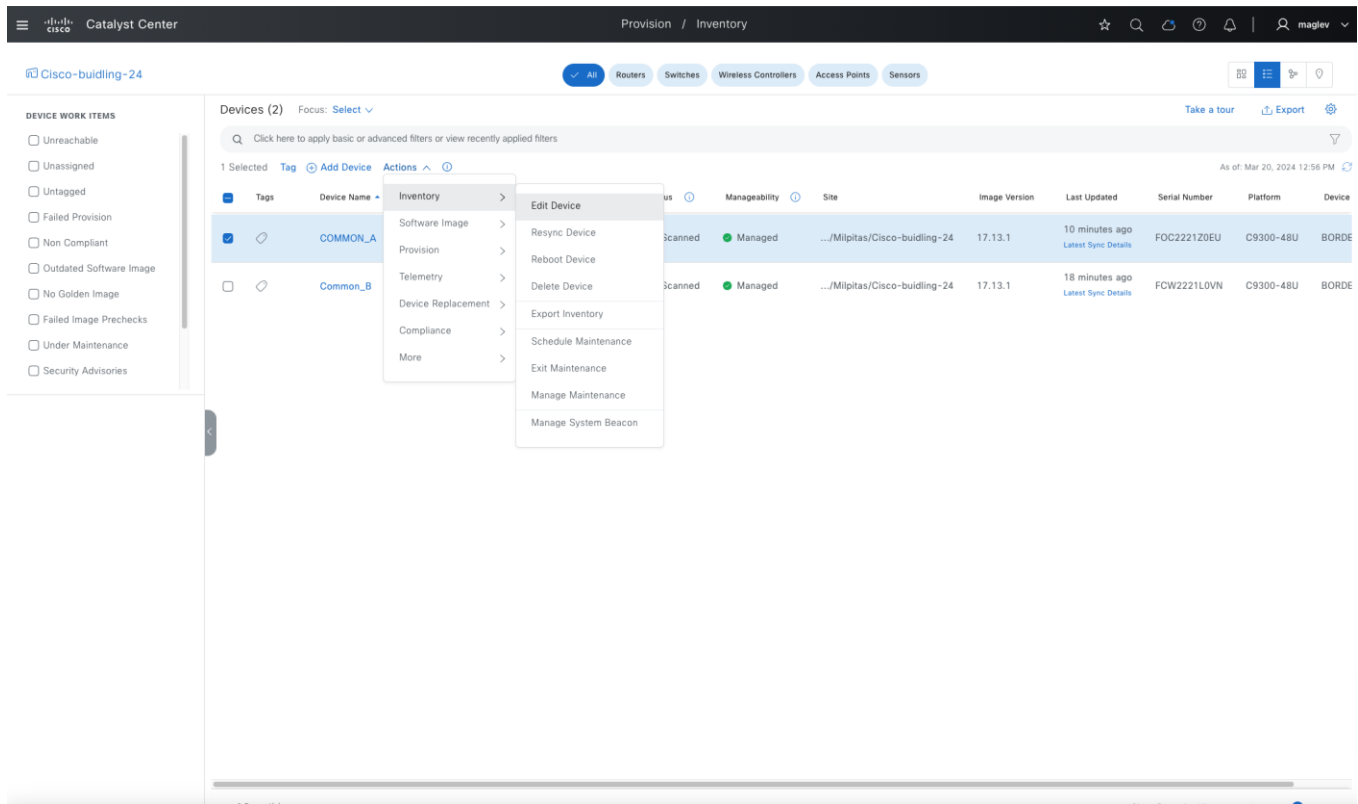 cisco Catalyst Center Provision / Inventory maglev
Cisco-buidling-24 All Routers Switches Wireless Controllers Access Points Sensors
DEVICE WORK ITEMS
Unreachable
Unassigned
Untagged
Failed Provision
Non Compliant
Outdated Software Image
No Golden Image
Failed Image Prechecks
Under Maintenance
Security Advisories
Devices (2) Focus: Select Take a tour Export
Click here to apply basic or advanced filters or view recently applied filters
1 Selected Tag Add Device Actions As of: Mar 20, 2024 12:56 PM
Tags Device Name us Manageability Site Image Version Last Updated Serial Number Platform Device
COMMON_A Scanned Managed .../Milpitas/Cisco-buidling-24 17.13.1 10 minutes ago FOC2221Z0EU C9300-48U BORDE
Latest Sync Details
Common_B Scanned Managed .../Milpitas/Cisco-buidling-24 17.13.1 18 minutes ago FCW2221L0VN C9300-48U BORDE
Latest Sync Details
Inventory
Software Image
Provision
Telemetry
Device Replacement
Compliance
More
Edit Device
Resync Device
Reboot Device
Delete Device
Export Inventory
Schedule Maintenance
Exit Maintenance
Manage Maintenance
Manage System Beacon